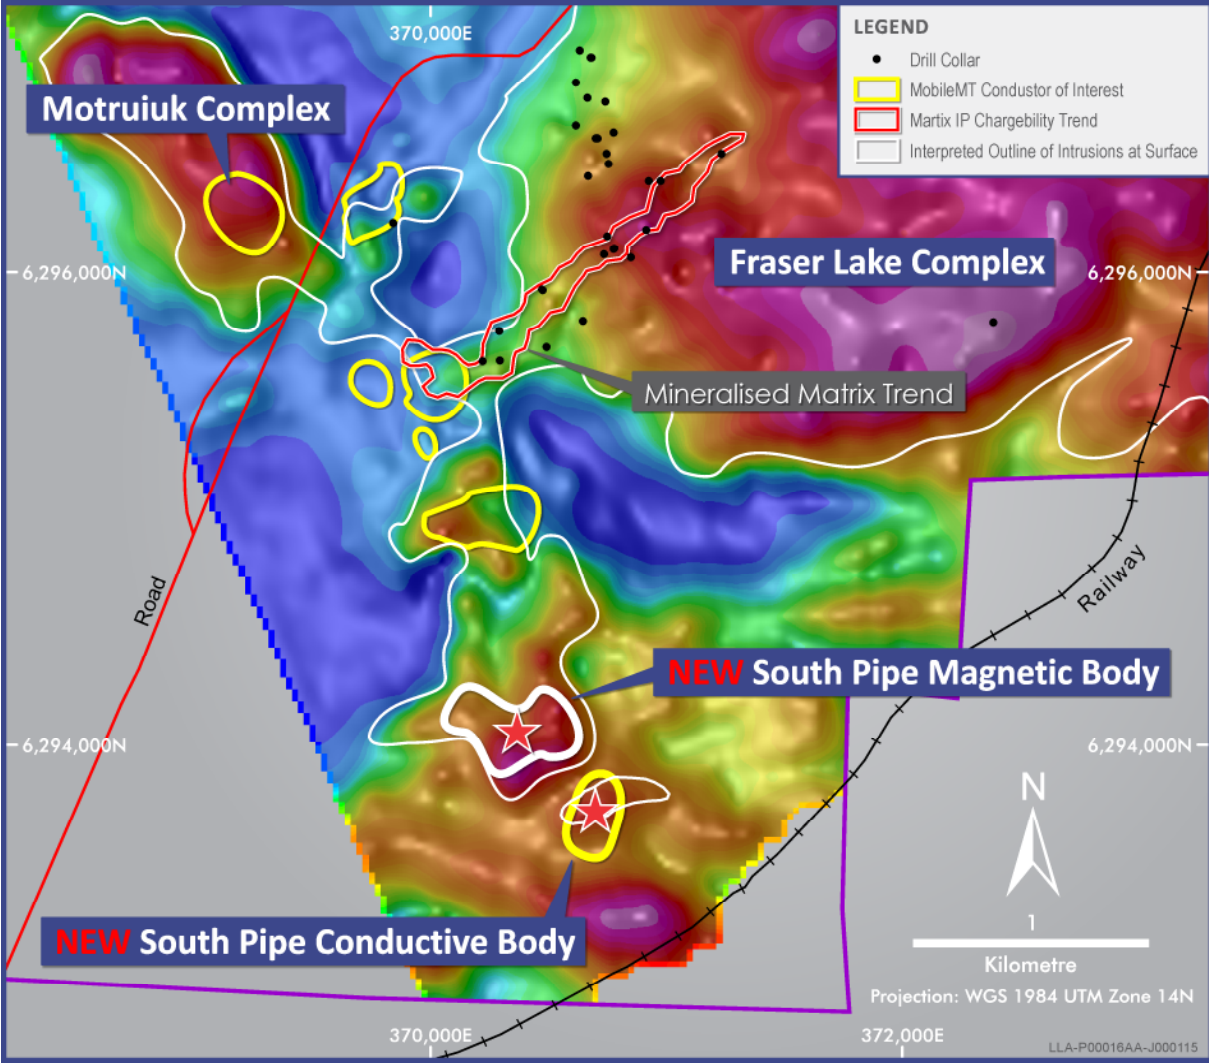 370,000E
LEGEND
Drill Collar
MobileMT Condustor of Interest
Martix IP Chargebility Trend
Interpreted Outline of Intrusions at Surface
Motruiuk Complex
Fraser Lake Complex
6,296,000N
6,296,000N
Mineralised Matrix Trend
Road
Railway
NEW South Pipe Magnetic Body
6,294,000N
6,294,000N
N
NEW South Pipe Conductive Body
1
Kilometre
Projection: WGS 1984 UTM Zone 14N
370,000E
372,000E
LLA-P00016AA-J000115